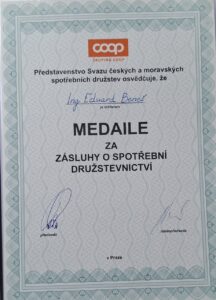 coop
SKUPINA COOP
Představenstvo Svazu českých a moravských
spotřebních družstev osvědčuje, že
Ing. Eduard Beneš
je držitelem
MEDAILE
ZA
ZÁSLUHY O SPOTŘEBNÍ
DRUŽSTEVNICTVÍ
předseda
místopředseda
v Praze